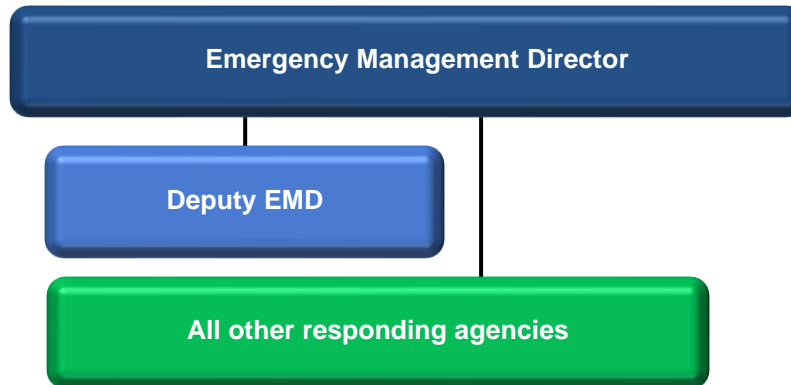 Emergency Management Director
Deputy EMD
All other responding agencies